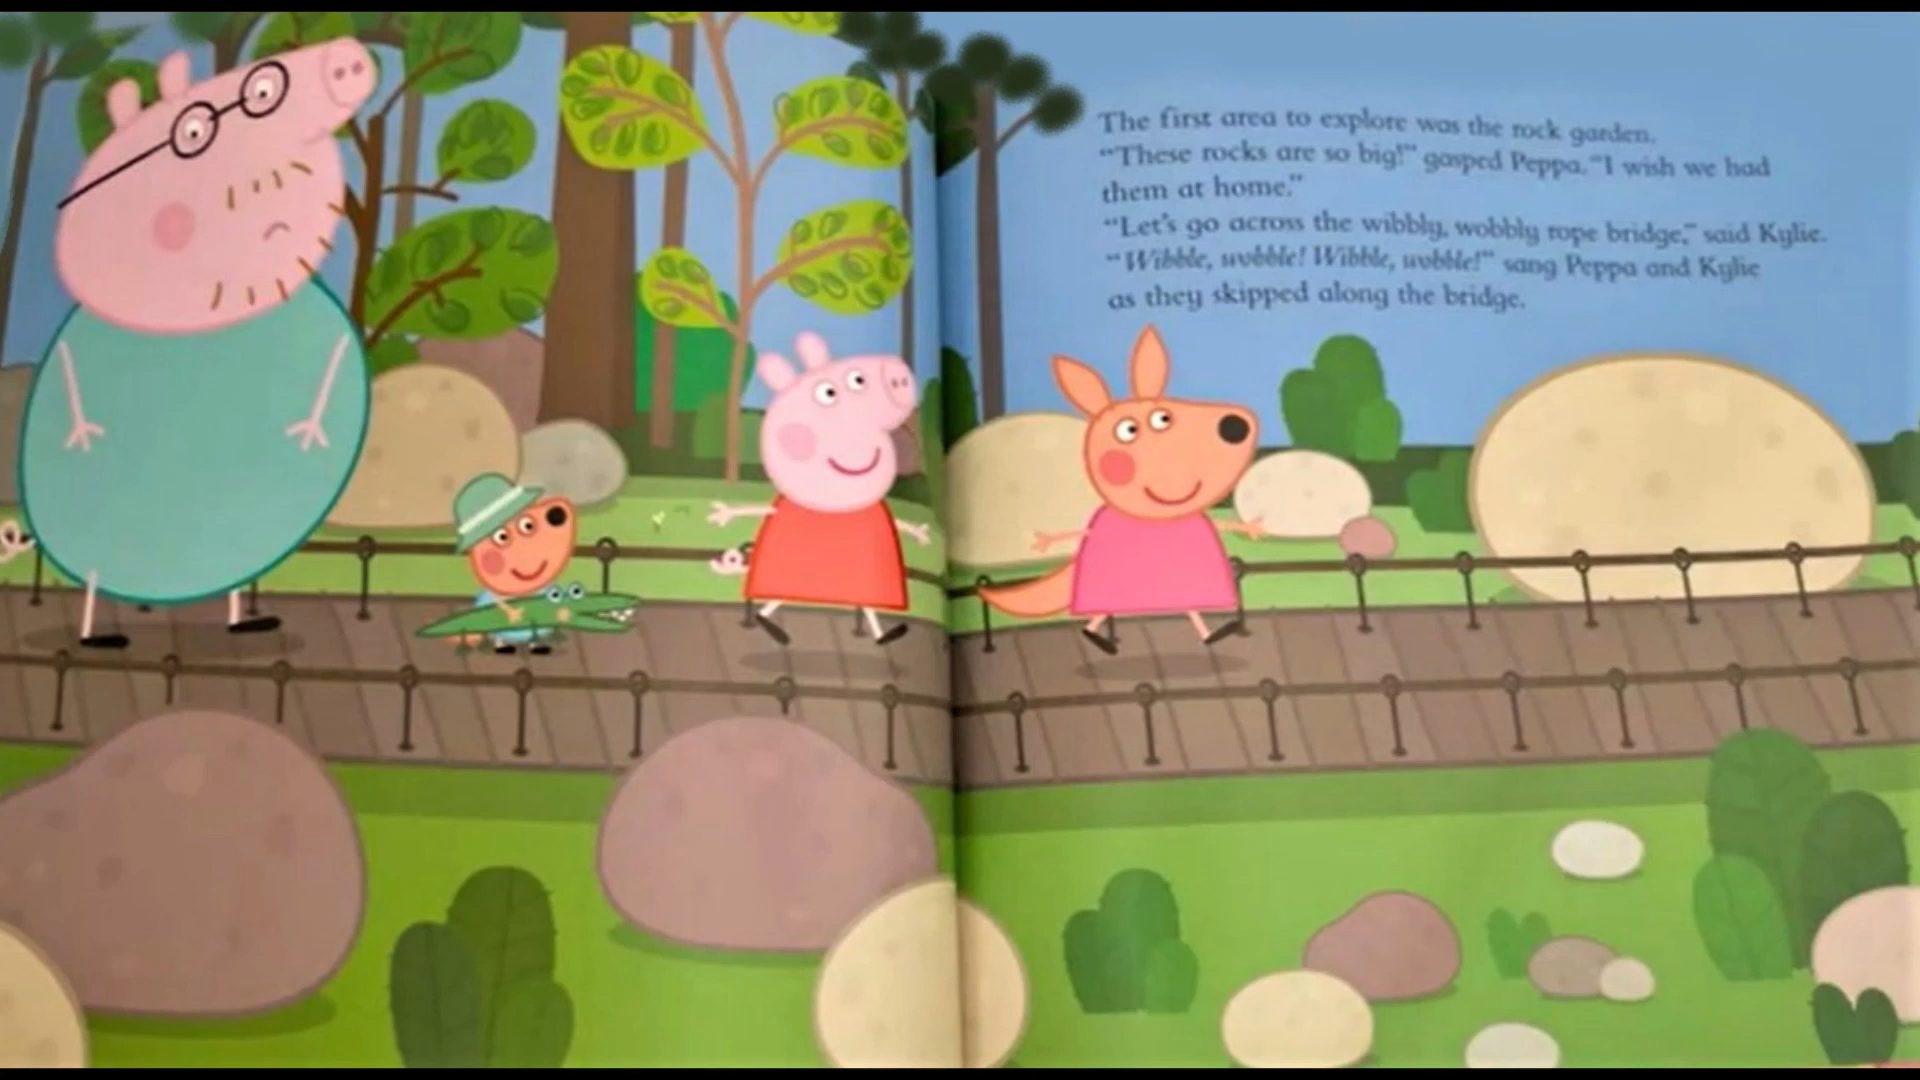 The first area to explore was the rock garden.
“These rocks are so big!” gasped Peppa. “I wish we had
them at home.”
“Let’s go across the wibbly, wobbly rope bridge,” said Kylie.
“Wibble, wobble! Wibble, wobble!” sang Peppa and Kylie
as they skipped along the bridge.